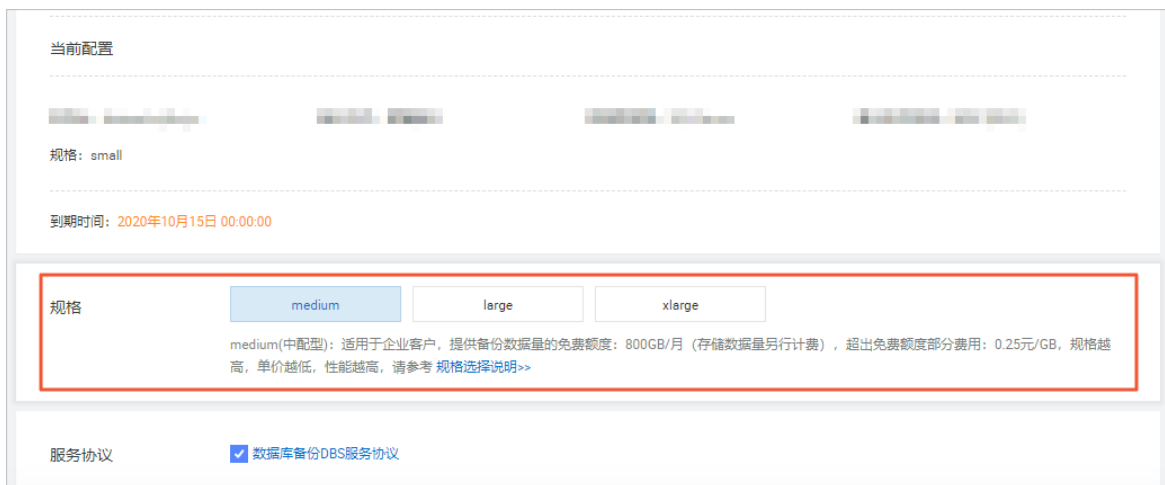 当前配置
规格：small
到期时间：2020年10月15日 00:00:00
规格 medium large xlarge
medium(中配型)：适用于企业客户，提供备份数据量的免费额度：800GB/月（存储数据量另行计费），超出免费额度部分费用：0.25元/GB，规格越
高，单价越低，性能越高，请参考 规格选择说明>>
服务协议 数据库备份DBS服务协议